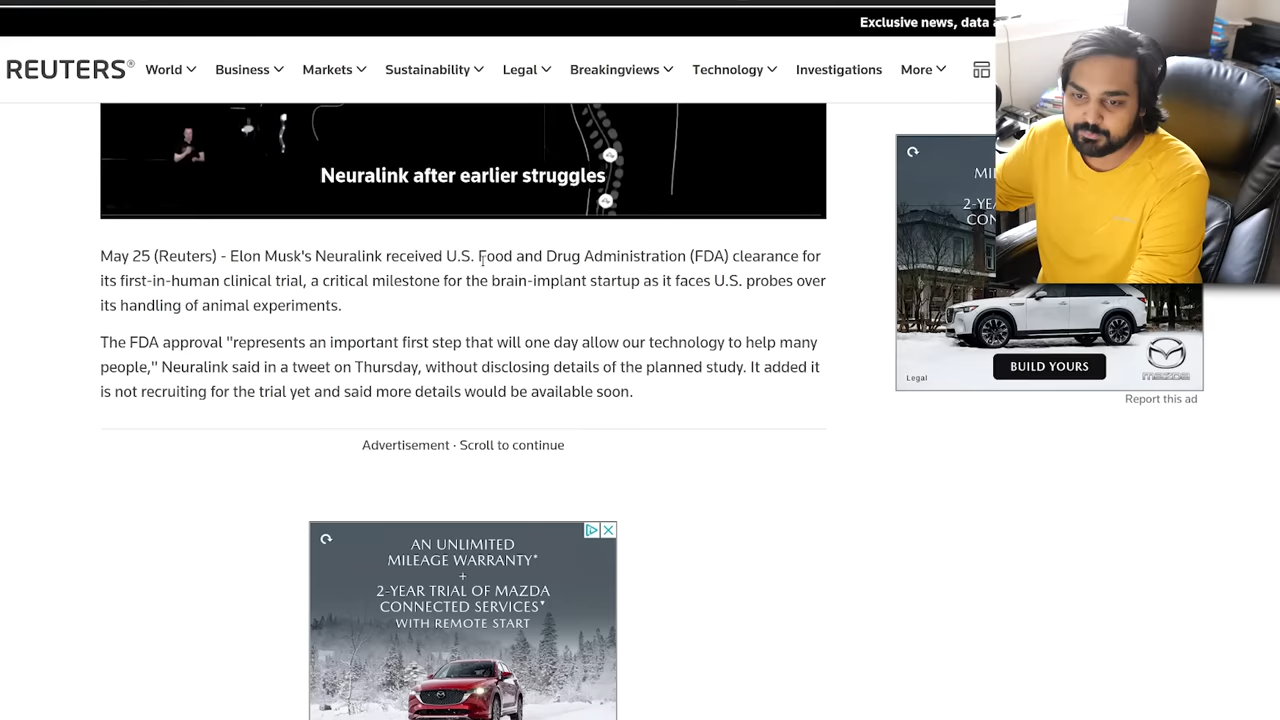 Exclusive news, data
REUTERS®
World
Business
Markets
Sustainability
Legal
Breakingviews
Technology
Investigations
More
Neuralink after earlier struggles
May 25 (Reuters) - Elon Musk's Neuralink received U.S. Food and Drug Administration (FDA) clearance for
its first-in-human clinical trial, a critical milestone for the brain-implant startup as it faces U.S. probes over
its handling of animal experiments.
The FDA approval "represents an important first step that will one day allow our technology to help many
people," Neuralink said in a tweet on Thursday, without disclosing details of the planned study. It added it
is not recruiting for the trial yet and said more details would be available soon.
Advertisement · Scroll to continue
AN UNLIMITED
MILEAGE WARRANTY*
+
2-YEAR TRIAL OF MAZDA
CONNECTED SERVICES▼
WITH REMOTE START
2-YEA
BUILD YOURS
Legal
mazda
Report this ad